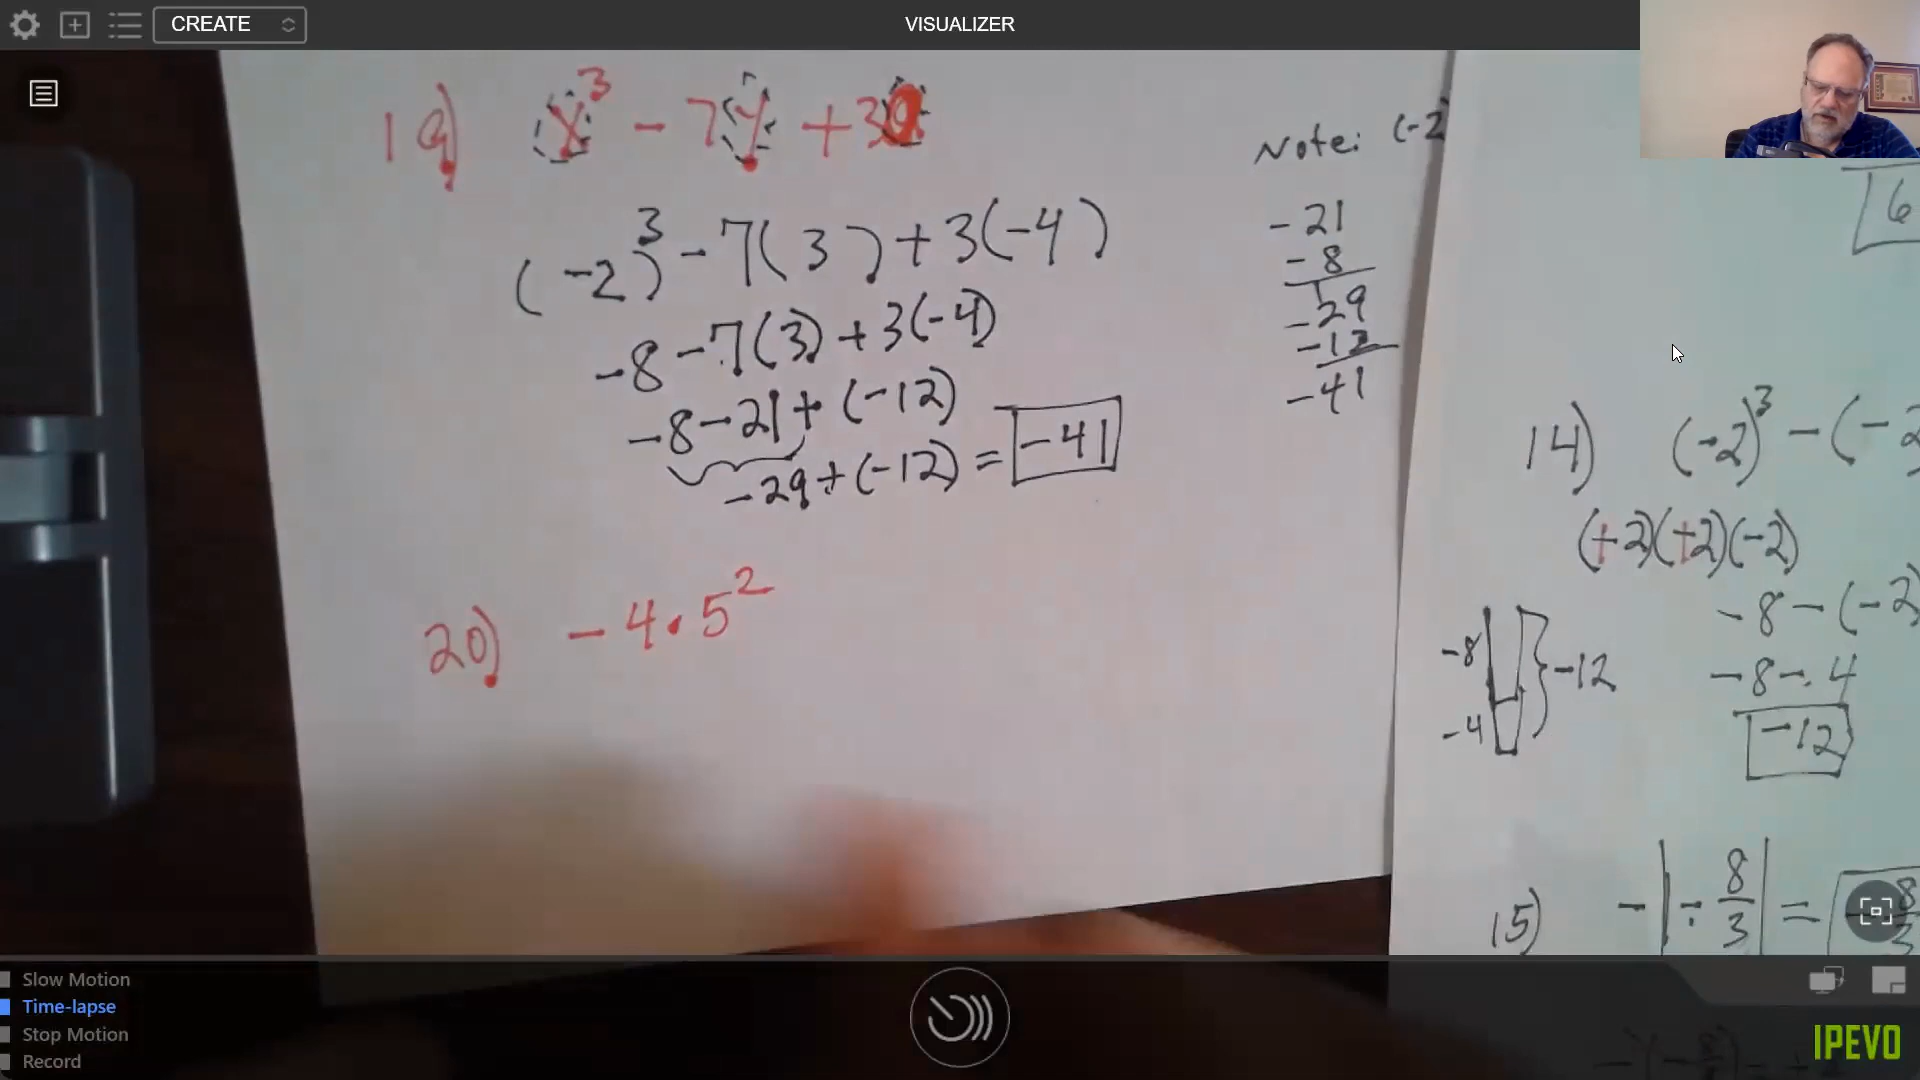 CREATE
VISUALIZER
19) x³ - 7y + 3
(-2)³ - 7(3) + 3(-4)
-8 - 7(3) + 3(-4)
-8 - 21 + (-12)
-29 + (-12) = -41
20) -4·5²
Note: (-2
-21
-8
-29
-12
-41
6
14) (-2)³ - (-2
(+2)(+2)(-2)
-8 - (-2)
-8 - 4
-12
-8
-4
-12
15) -|-8/3| =
Slow Motion
Time-lapse
Stop Motion
Record
IPEVO